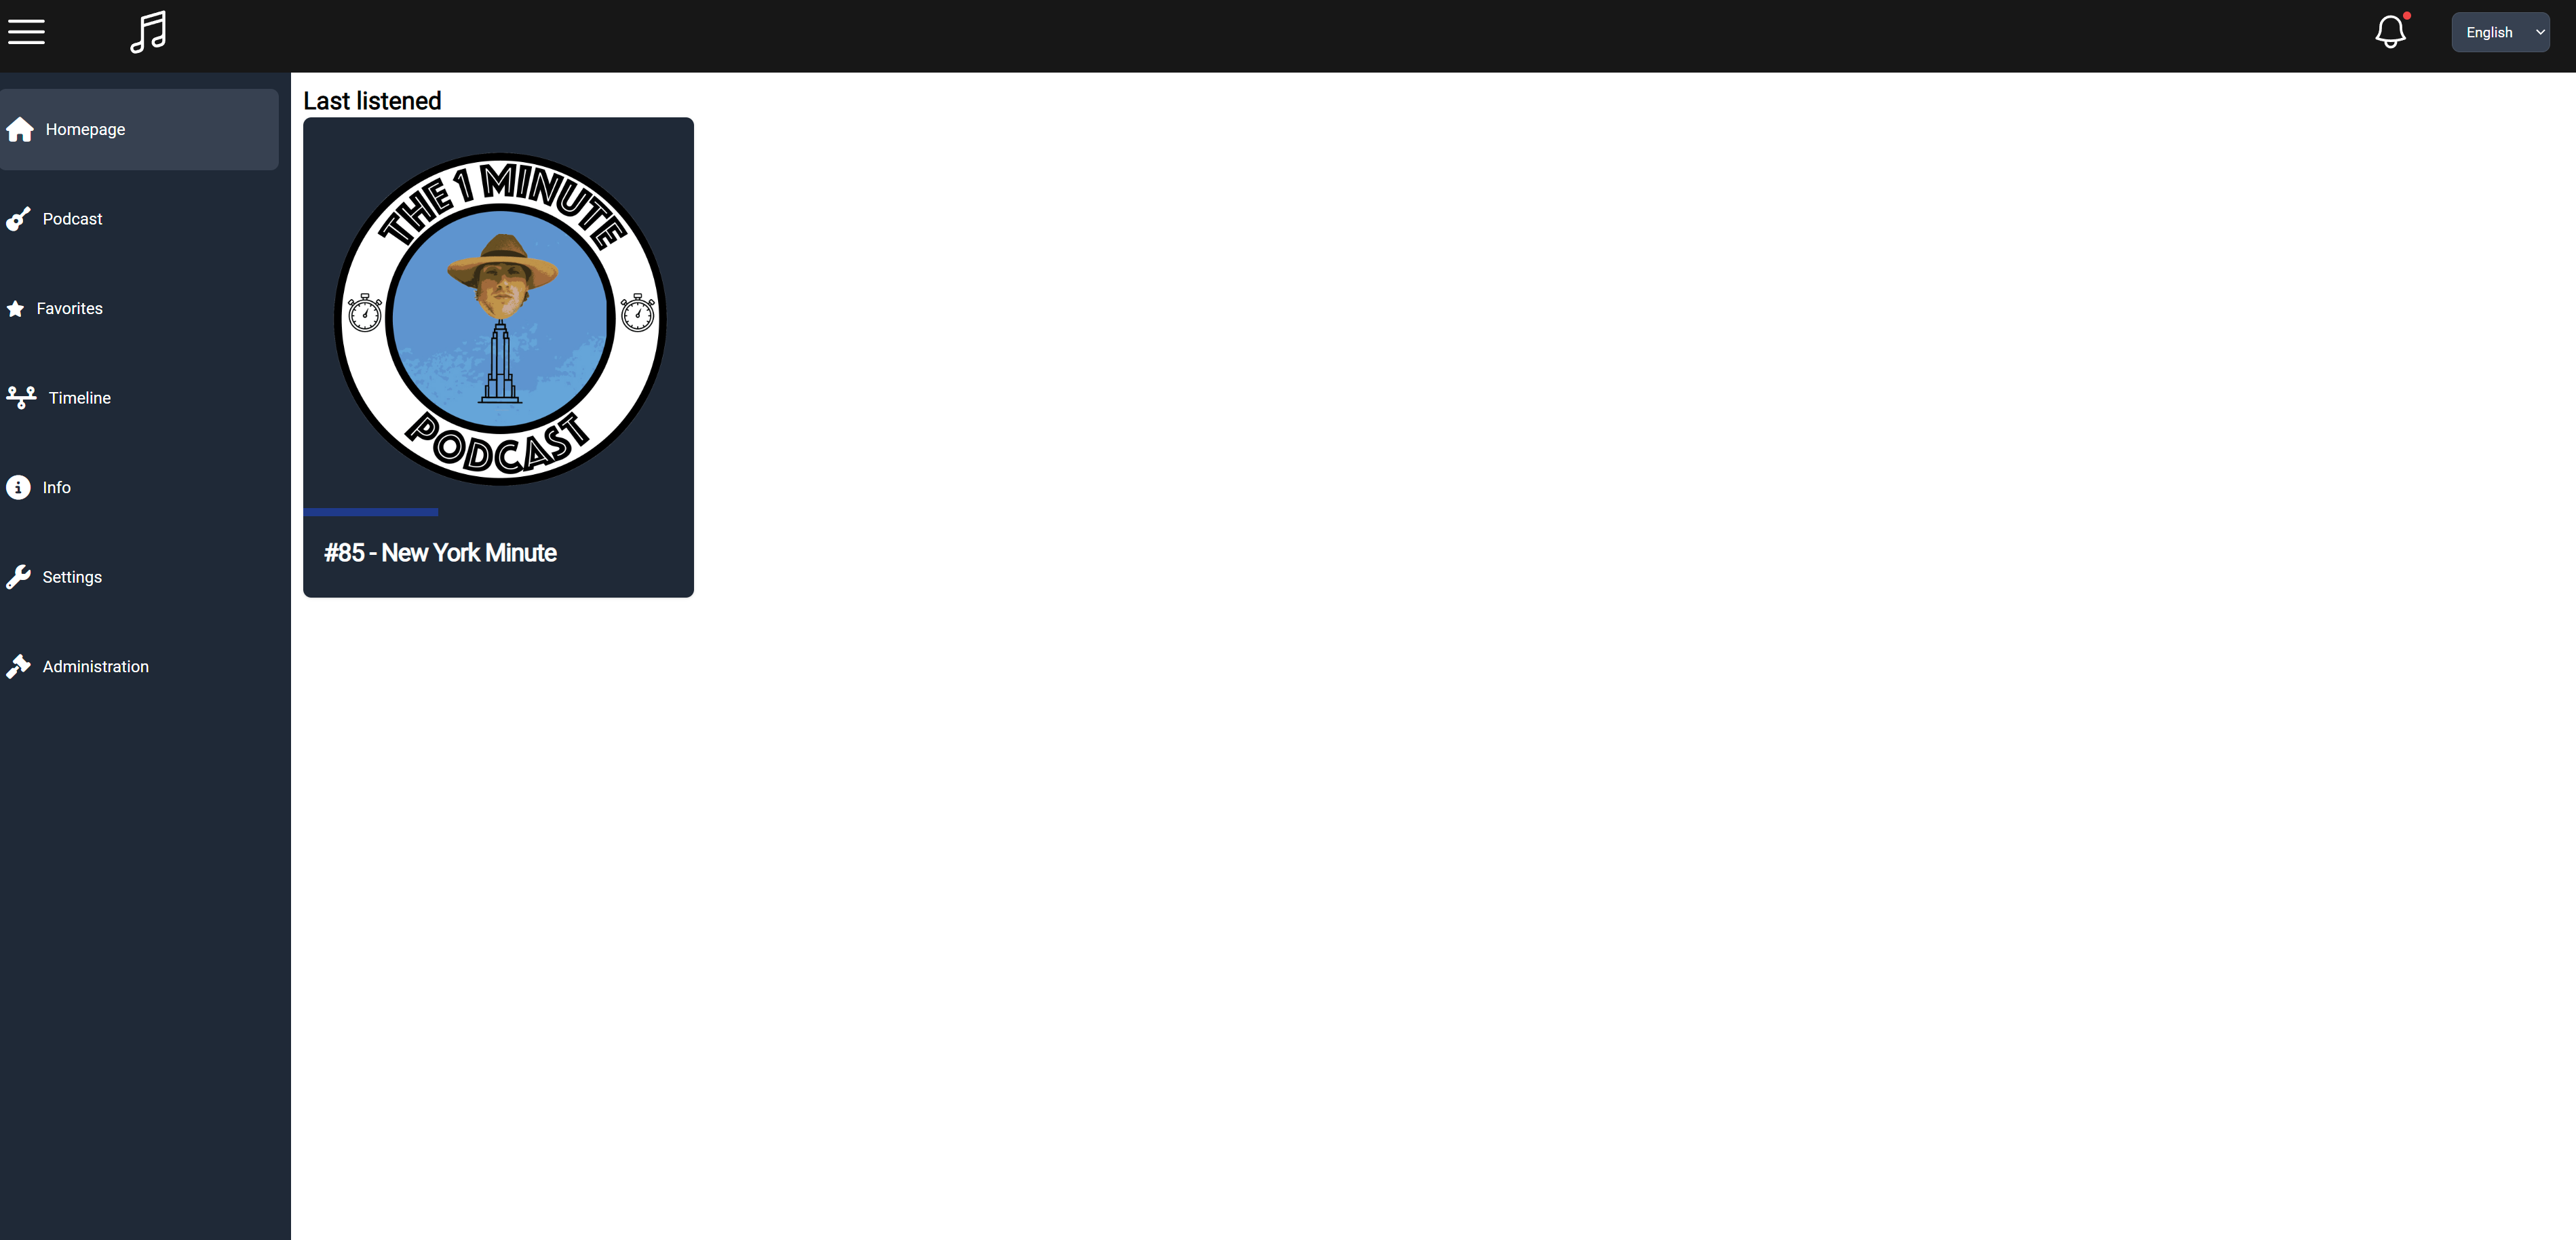 English
Homepage
Podcast
Favorites
Timeline
Info
Settings
Administration
Last listened
THE 1 MINUTE
PODCAST
#85 - New York Minute